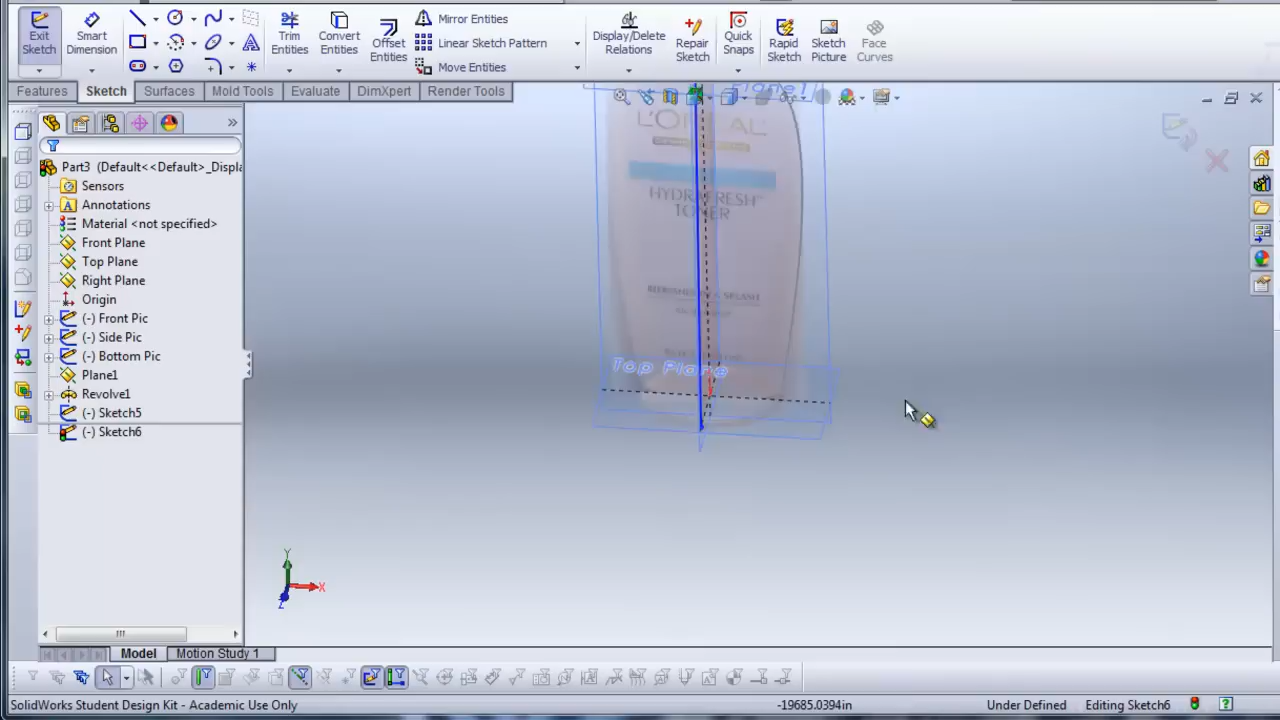 Exit Sketch
Smart Dimension
Trim Entities
Convert Entities
Offset Entities
Mirror Entities
Linear Sketch Pattern
Move Entities
Display/Delete Relations
Repair Sketch
Quick Snaps
Rapid Sketch
Sketch Picture
Face Curves
Features
Sketch
Surfaces
Mold Tools
Evaluate
DimXpert
Render Tools
Part3 (Default<<Default>_Displa
Sensors
Annotations
Material <not specified>
Front Plane
Top Plane
Right Plane
Origin
(-) Front Pic
(-) Side Pic
(-) Bottom Pic
Plane1
Revolve1
(-) Sketch5
(-) Sketch6
Plane1
L'ORÉAL
HYDRAFRESH™
TONER
Top Plane
Y
X
Z
Model
Motion Study 1
SolidWorks Student Design Kit - Academic Use Only
-19685.0394in
Under Defined
Editing Sketch6